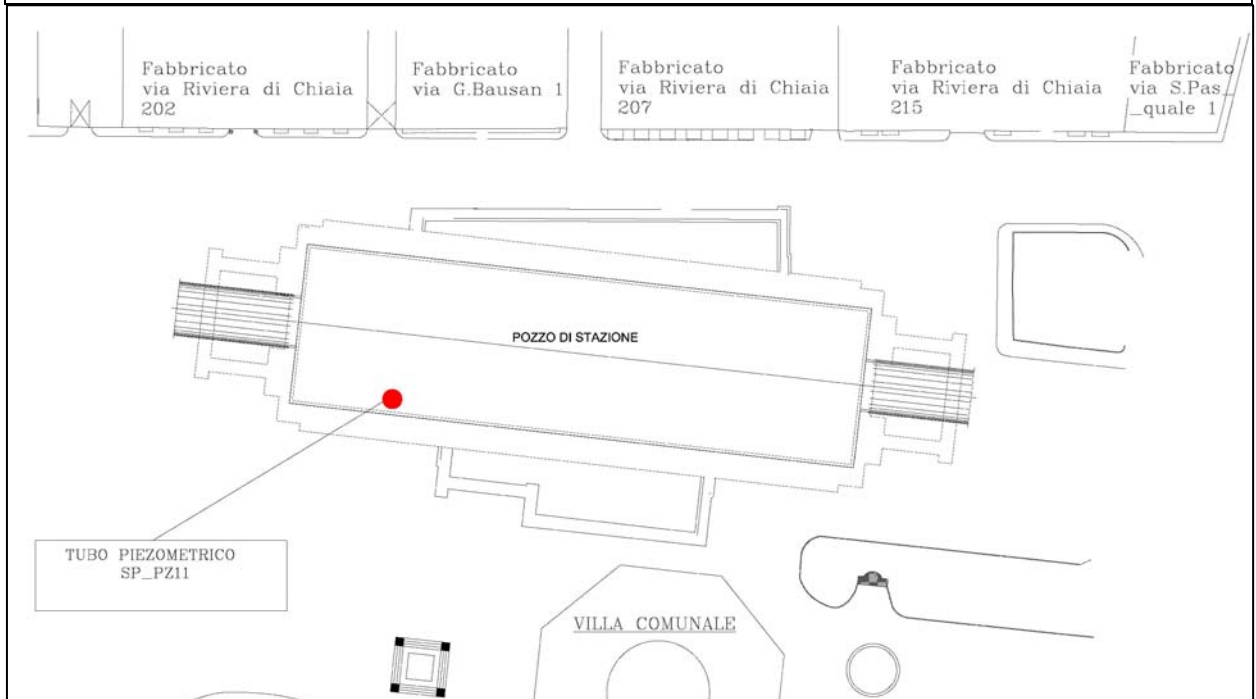 Fabbricato
via Riviera di Chiaia
202
Fabbricato
via G.Bausan 1
Fabbricato
via Riviera di Chiaia
207
Fabbricato
via Riviera di Chiaia
215
Fabbricato
via S.Pas_
_quale 1
POZZO DI STAZIONE
TUBO PIEZOMETRICO
SP_PZ11
VILLA COMUNALE